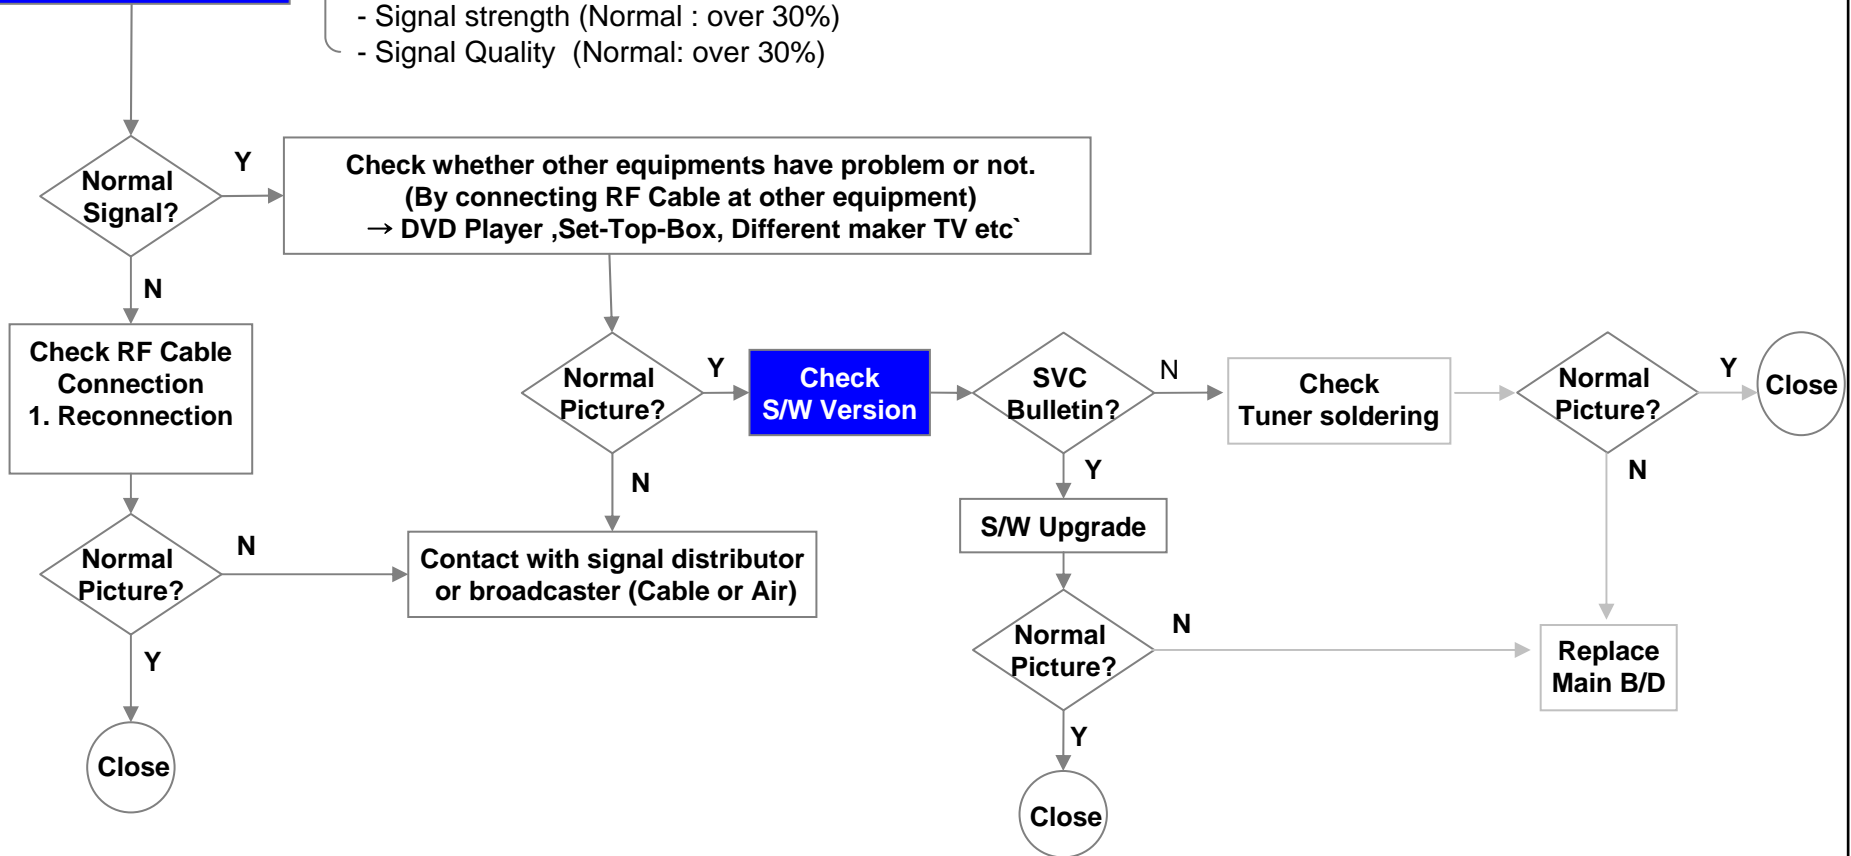 - Signal strength (Normal : over 30%)
- Signal Quality  (Normal: over 30%)
Normal
Signal?
Y
Check whether other equipments have problem or not.
(By connecting RF Cable at other equipment)
→ DVD Player ,Set-Top-Box, Different maker TV etc`
N
Check RF Cable
Connection
1. Reconnection
Normal
Picture?
Y
Check
S/W Version
SVC
Bulletin?
N
Check
Tuner soldering
Normal
Picture?
Y
Close
N
Y
N
S/W Upgrade
Normal
Picture?
N
Contact with signal distributor
or broadcaster (Cable or Air)
Y
Close
Normal
Picture?
N
Replace
Main B/D
Y
Close